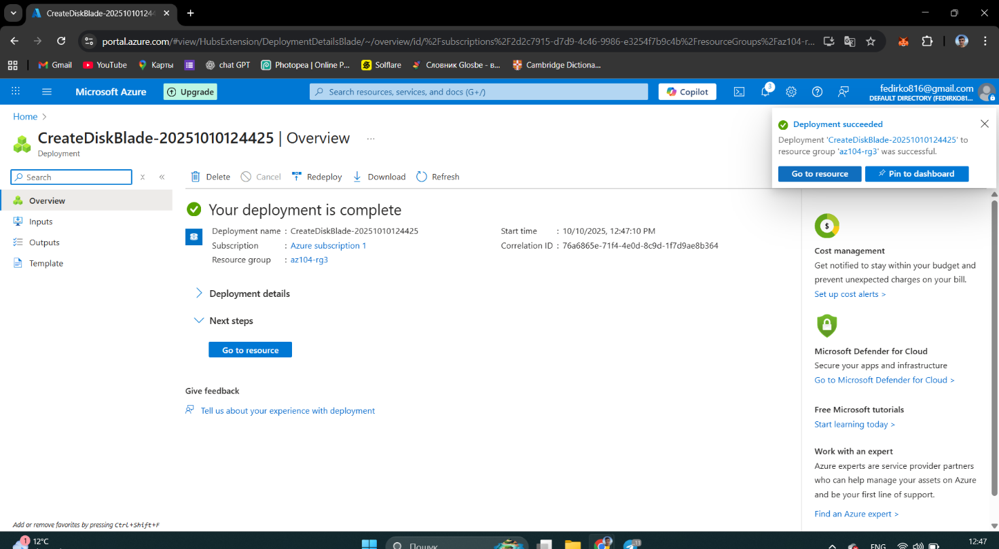 CreateDiskBlade-2025101012442
portal.azure.com/#view/HubsExtension/DeploymentDetailsBlade/~/overview/id/%2Fsubscriptions%2F2d2c7915-d7d9-4c46-9986-e3254f7b9c4b%2FresourceGroups%2Faz104-r...
Gmail YouTube Карты chat GPT Photopea | Online P... Solflare Словник Glosbe - в... Cambridge Dictiona...
Microsoft Azure Upgrade Search resources, services, and docs (G+/) Copilot 3 fedirko816@gmail.com
DEFAULT DIRECTORY (FEDIRKO81...
Home
CreateDiskBlade-20251010124425 | Overview ...
Deployment
Deployment succeeded
Deployment 'CreateDiskBlade-20251010124425' to
resource group 'az104-rg3' was successful.
Go to resource Pin to dashboard
Search
Overview
Inputs
Outputs
Template
Delete Cancel Redeploy Download Refresh
Your deployment is complete
Deployment name : CreateDiskBlade-20251010124425
Subscription : Azure subscription 1
Resource group : az104-rg3
Start time : 10/10/2025, 12:47:10 PM
Correlation ID : 76a6865e-71f4-4e0d-8c9d-1f7d9ae8b364
Deployment details
Next steps
Go to resource
Give feedback
Tell us about your experience with deployment
$
Cost management
Get notified to stay within your budget and
prevent unexpected charges on your bill.
Set up cost alerts >
Microsoft Defender for Cloud
Secure your apps and infrastructure
Go to Microsoft Defender for Cloud >
Free Microsoft tutorials
Start learning today >
Work with an expert
Azure experts are service provider partners
who can help manage your assets on Azure
and be your first line of support.
Find an Azure expert >
Add or remove favorites by pressing Ctrl+Shift+F
1 12°C Пошук 11 ENG 12:47